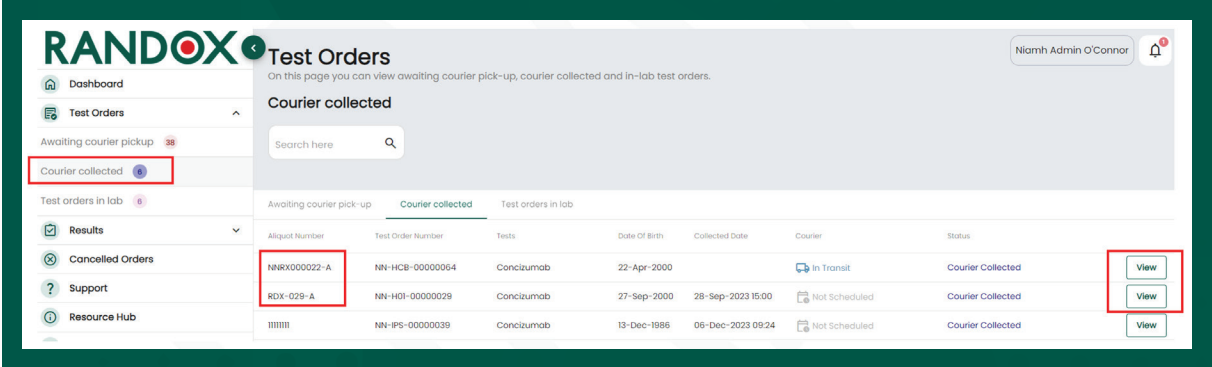 RANDOX
Dashboard
Test Orders
Awaiting courier pickup 38
Courier collected 6
Test orders in lab 6
Results
Cancelled Orders
Support
Resource Hub
Test Orders
On this page you can view awaiting courier pick-up, courier collected and in-lab test orders.
Niamh Admin O'Connor
1
Courier collected
Search here
Awaiting courier pick-up Courier collected Test orders in lab
Aliquot Number Test Order Number Tests Date Of Birth Collected Date Courier Status
NNRX000022-A NN-HCB-00000064 Concizumab 22-Apr-2000 In Transit Courier Collected View
RDX-029-A NN-H01-00000029 Concizumab 27-Sep-2000 28-Sep-2023 15:00 Not Scheduled Courier Collected View
11111111 NN-IPS-00000039 Concizumab 13-Dec-1986 06-Dec-2023 09:24 Not Scheduled Courier Collected View